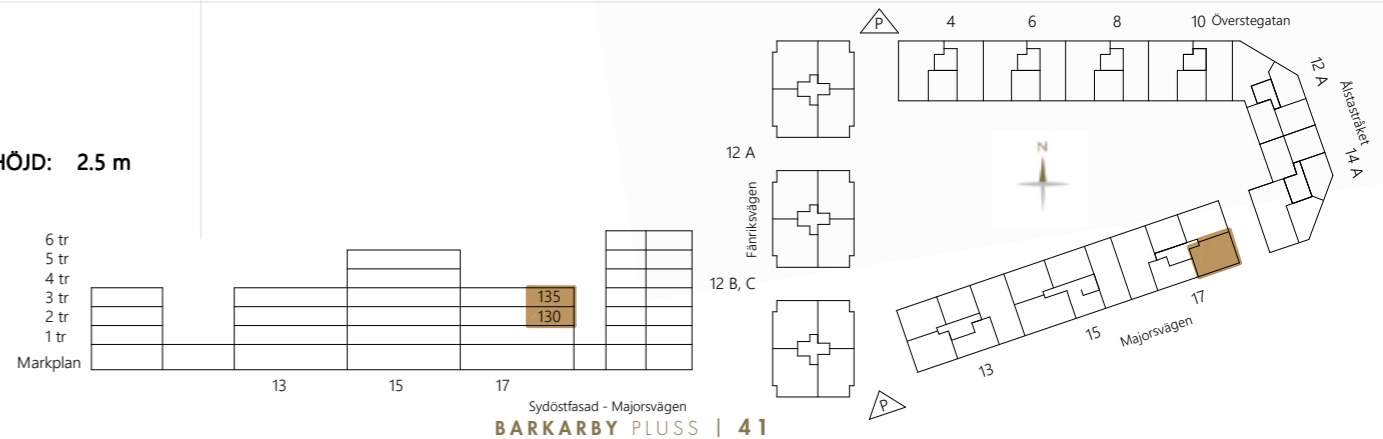 HÖJD: 2.5 m
6 tr
5 tr
4 tr
3 tr
2 tr
1 tr
Markplan
135
130
13 15 17
Sydöstfasad - Majorsvägen
P
4 6 8 10 Överstegatan
12 A
Ålstastråket
14 A
12 A
Fänriksvägen
12 B, C
N
17
15 Majorsvägen
13
P
BARKARBY PLUSS | 41